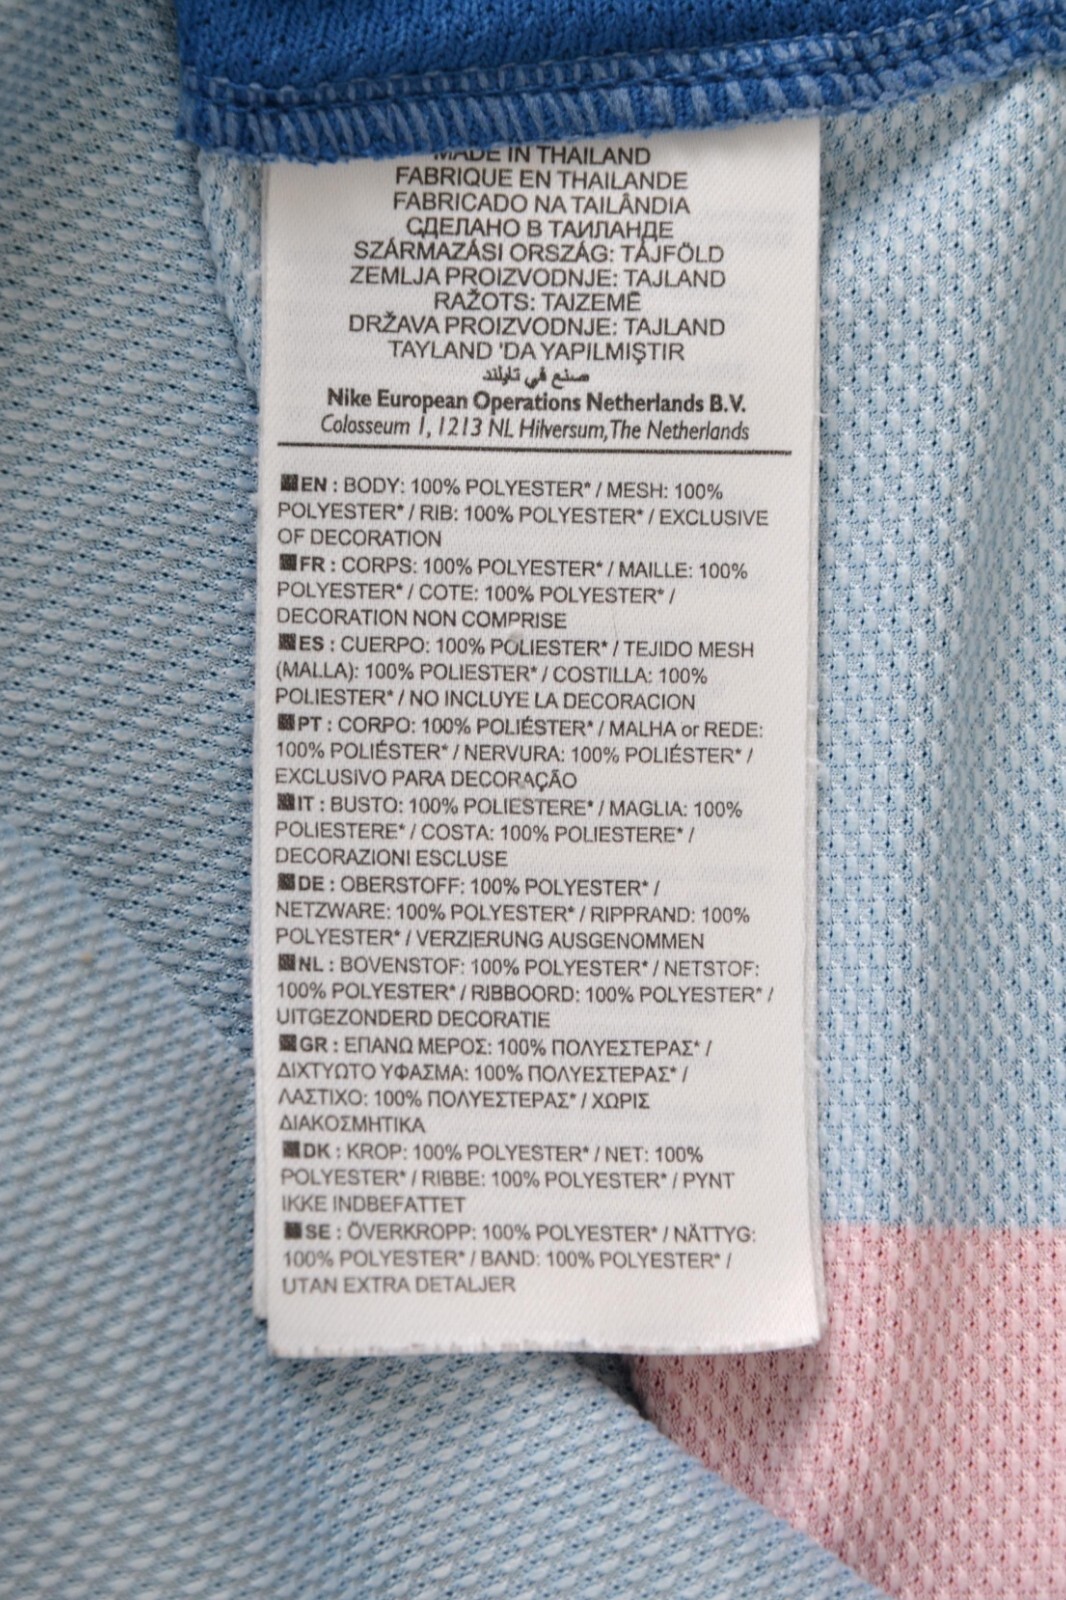 MADE IN THAILAND
FABRIQUE EN THAILANDE
FABRICADO NA TAILÂNDIA
СДЕЛАНО В ТАИЛАНДЕ
SZÁRMAZÁSI ORSZÁG: TÁJFÖLD
ZEMLJA PROIZVODNJE: TAJLAND
RAŽOTS: TAIZEMĒ
DRŽAVA PROIZVODNJE: TAJLAND
TAYLAND 'DA YAPILMIŞTIR
صنع في تايلند
Nike European Operations Netherlands B.V.
Colosseum 1, 1213 NL Hilversum, The Netherlands
EN : BODY: 100% POLYESTER* / MESH: 100%
POLYESTER* / RIB: 100% POLYESTER* / EXCLUSIVE
OF DECORATION
FR : CORPS: 100% POLYESTER* / MAILLE: 100%
POLYESTER* / COTE: 100% POLYESTER* /
DECORATION NON COMPRISE
ES : CUERPO: 100% POLIESTER* / TEJIDO MESH
(MALLA): 100% POLIESTER* / COSTILLA: 100%
POLIESTER* / NO INCLUYE LA DECORACION
PT : CORPO: 100% POLIÉSTER* / MALHA or REDE:
100% POLIÉSTER* / NERVURA: 100% POLIÉSTER* /
EXCLUSIVO PARA DECORAÇÃO
IT : BUSTO: 100% POLIESTERE* / MAGLIA: 100%
POLIESTERE* / COSTA: 100% POLIESTERE* /
DECORAZIONI ESCLUSE
DE : OBERSTOFF: 100% POLYESTER* /
NETZWARE: 100% POLYESTER* / RIPPRAND: 100%
POLYESTER* / VERZIERUNG AUSGENOMMEN
NL : BOVENSTOF: 100% POLYESTER* / NETSTOF:
100% POLYESTER* / RIBBOORD: 100% POLYESTER* /
UITGEZONDERD DECORATIE
GR : ΕΠΑΝΩ ΜΕΡΟΣ: 100% ΠΟΛΥΕΣΤΕΡΑΣ* /
ΔΙΧΤΥΩΤΟ ΥΦΑΣΜΑ: 100% ΠΟΛΥΕΣΤΕΡΑΣ* /
ΛΑΣΤΙΧΟ: 100% ΠΟΛΥΕΣΤΕΡΑΣ* / ΧΩΡΙΣ
ΔΙΑΚΟΣΜΗΤΙΚΑ
DK : KROP: 100% POLYESTER* / NET: 100%
POLYESTER* / RIBBE: 100% POLYESTER* / PYNT
IKKE INDBEFATTET
SE : ÖVERKROPP: 100% POLYESTER* / NÄTTYG:
100% POLYESTER* / BAND: 100% POLYESTER* /
UTAN EXTRA DETALJER